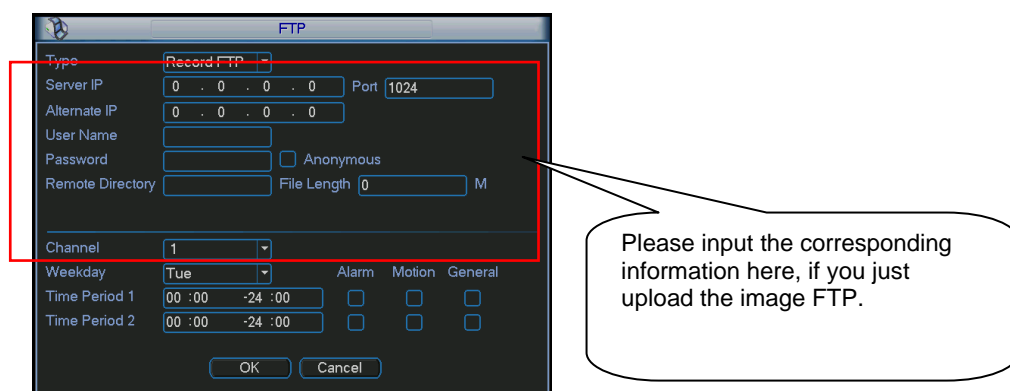 FTP
Type Record FTP
Server IP 0 . 0 . 0 . 0 Port 1024
Alternate IP 0 . 0 . 0 . 0
User Name
Password Anonymous
Remote Directory File Length 0 M
Channel 1
Weekday Tue Alarm Motion General
Time Period 1 00 :00 -24 :00
Time Period 2 00 :00 -24 :00
OK Cancel
Please input the corresponding
information here, if you just
upload the image FTP.